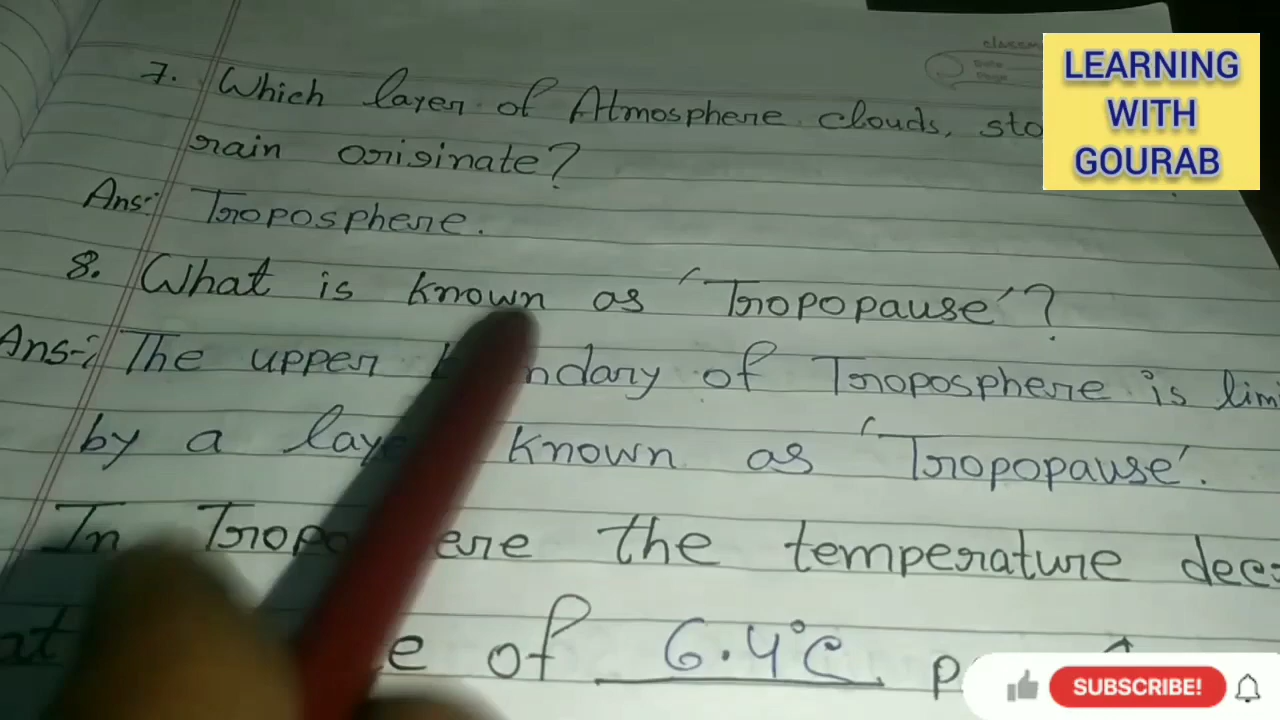 7. Which layer of Atmosphere clouds,
rain originate?
Ans:- Troposphere.
8. What is known as 'Tropopause'?
Ans-: The upper of Troposphere is
by a known as 'Tropopause'.
In the temperature
of 6.4°C
LEARNING
WITH
GOURAB
SUBSCRIBE!